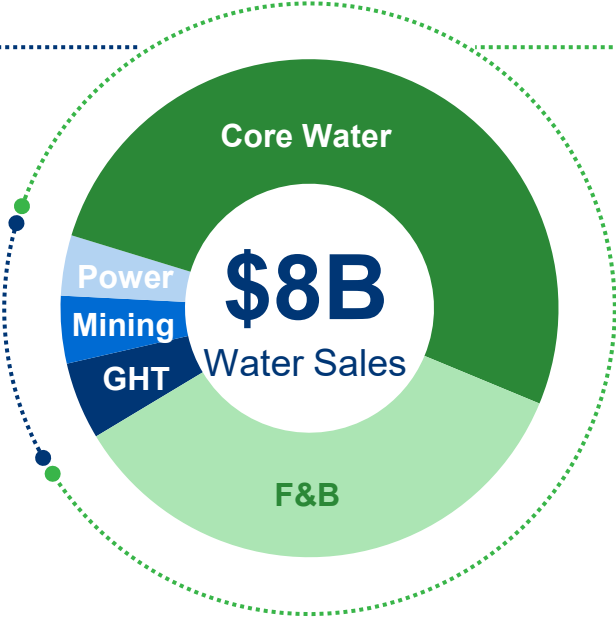 Core Water
Power
$8B
Mining
Water Sales
GHT
F&B